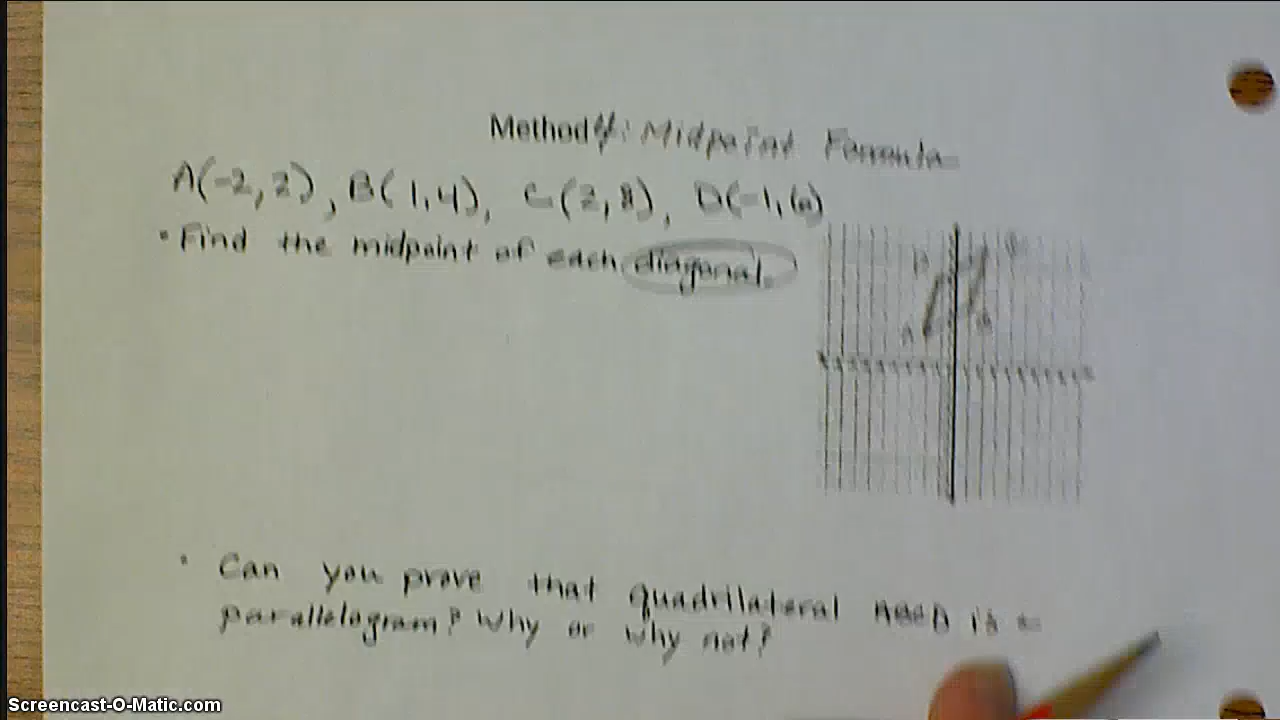 Method 4: Midpoint Formula
A(-2,2), B(1,4), C(2,8), D(-1,6)
• Find the midpoint of each diagonal.
D C
A B
• Can you prove that quadrilateral ABCD is a
parallelogram? Why or why not?
Screencast-O-Matic.com